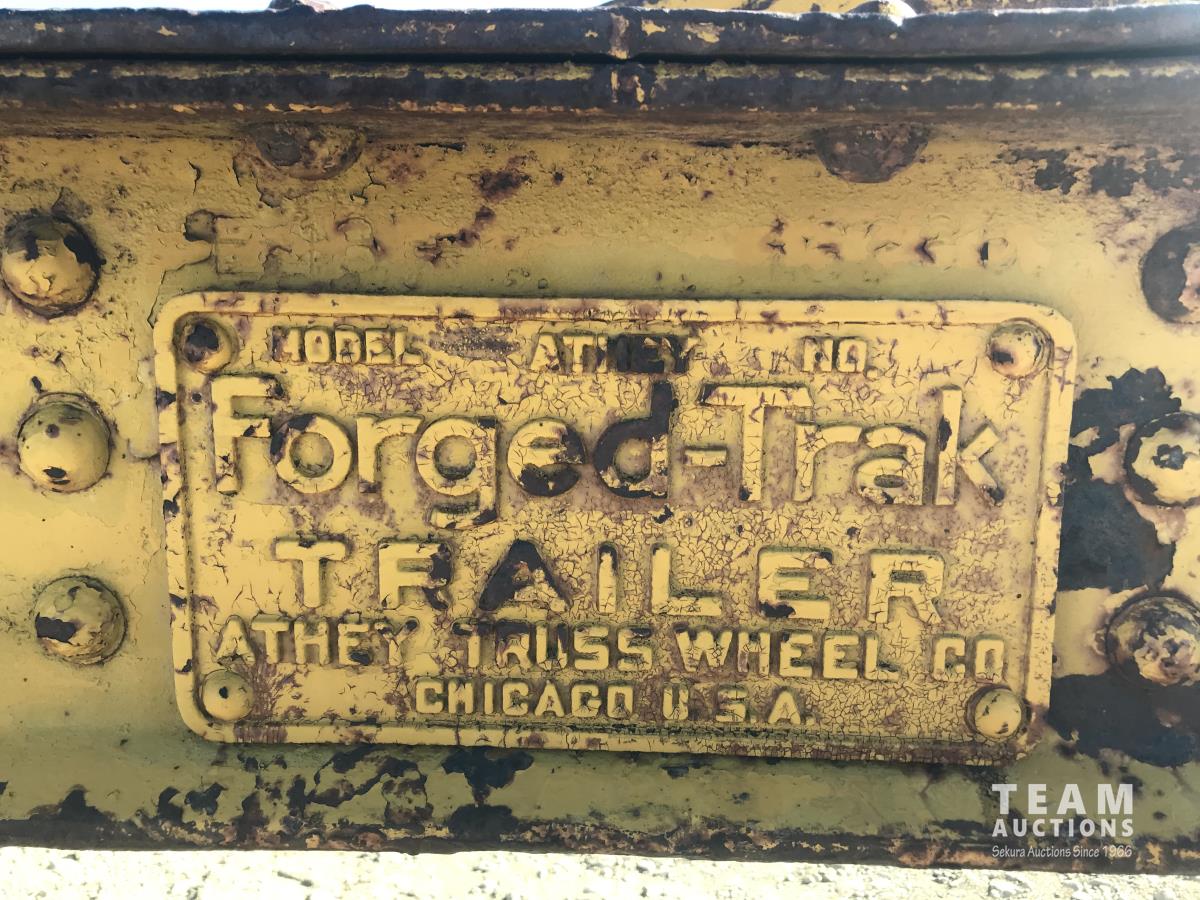 MODEL ATHEY NO.
Forged-Trak
TRAILER
ATHEY TRUSS WHEEL CO
CHICAGO U.S.A.
TEAM
AUCTIONS
Sekura Auctions Since 1966